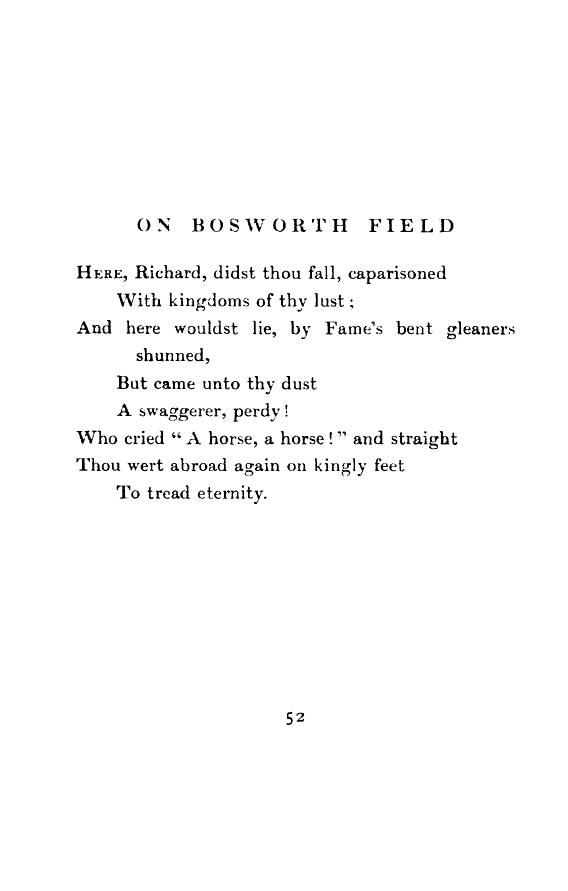 ON BOSWORTH FIELD
HERE, Richard, didst thou fall, caparisoned
With kingdoms of thy lust;
And here wouldst lie, by Fame's bent gleaners
shunned,
But came unto thy dust
A swaggerer, perdy!
Who cried "A horse, a horse!" and straight
Thou wert abroad again on kingly feet
To tread eternity.
52